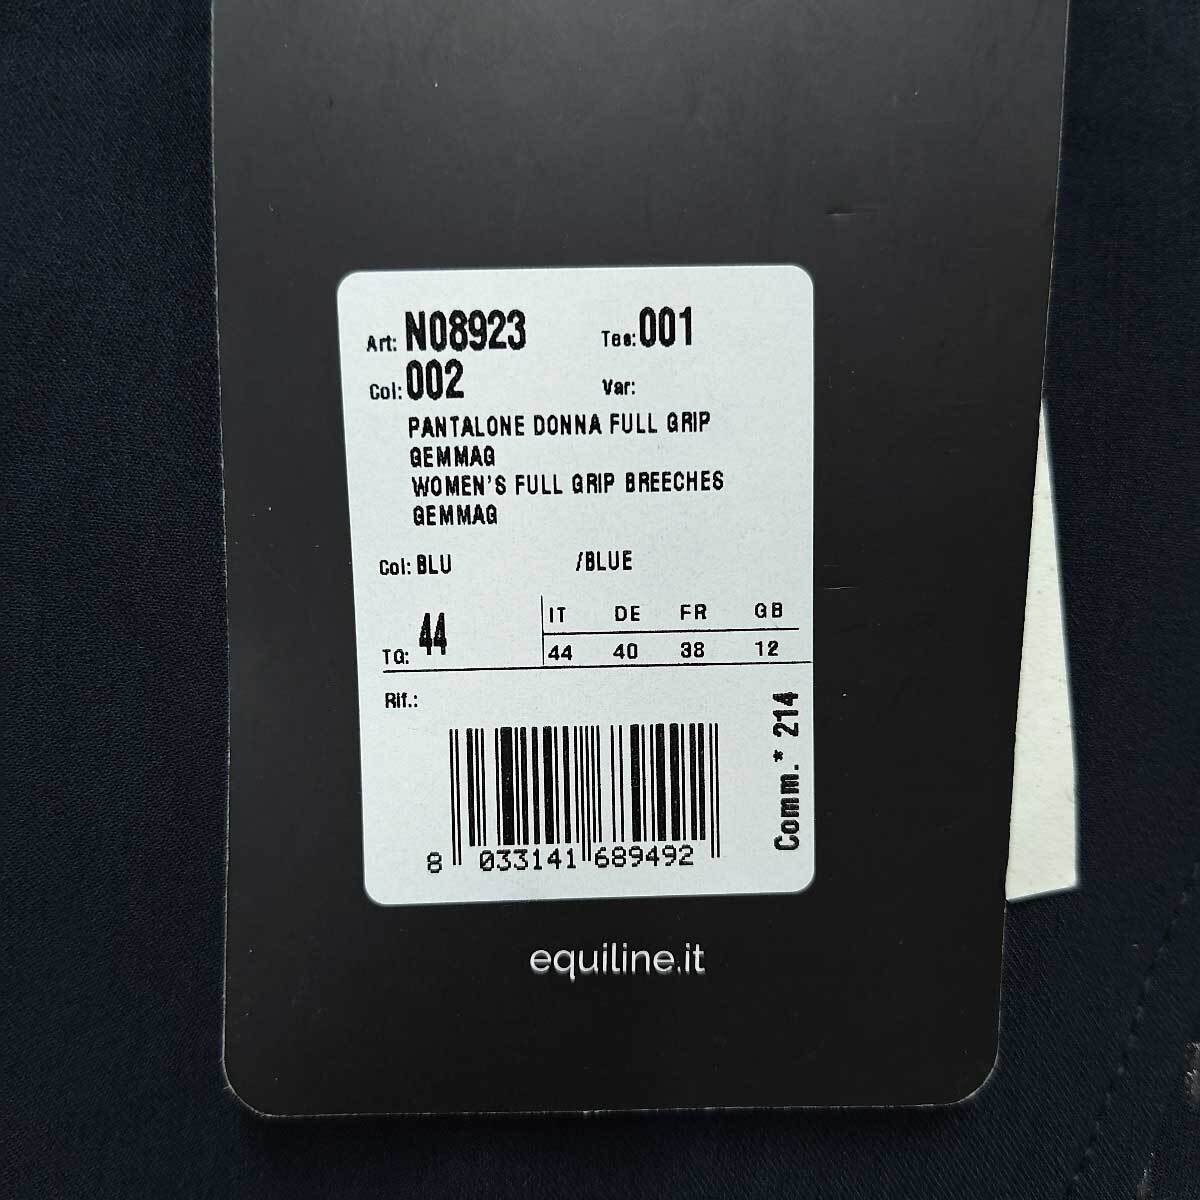 Art: N08923 Tes: 001
Col: 002 Var:
PANTALONE DONNA FULL GRIP
GEMMAG
WOMEN'S FULL GRIP BREECHES
GEMMAG
Col: BLU /BLUE
TG: 44
IT DE FR GB
44 40 38 12
Rif.:
Comm.* 214
8 033141 689492
equiline.it